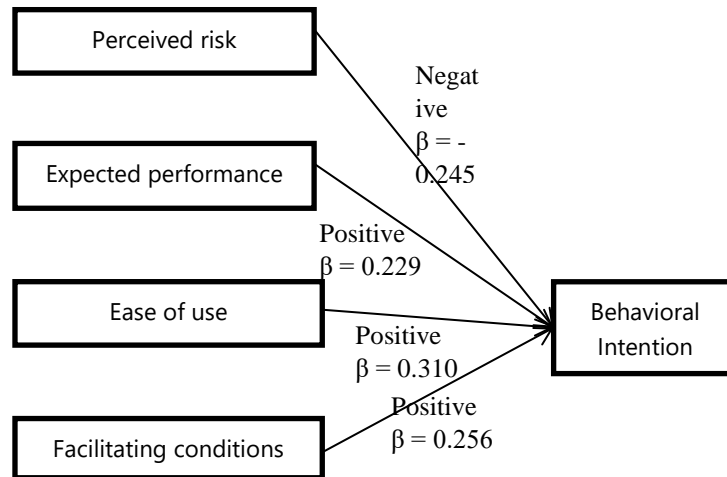 Perceived risk
Negat
ive
β = -
0.245
Expected performance
Positive
β = 0.229
Ease of use
Behavioral
Intention
Positive
β = 0.310
Positive
β = 0.256
Facilitating conditions